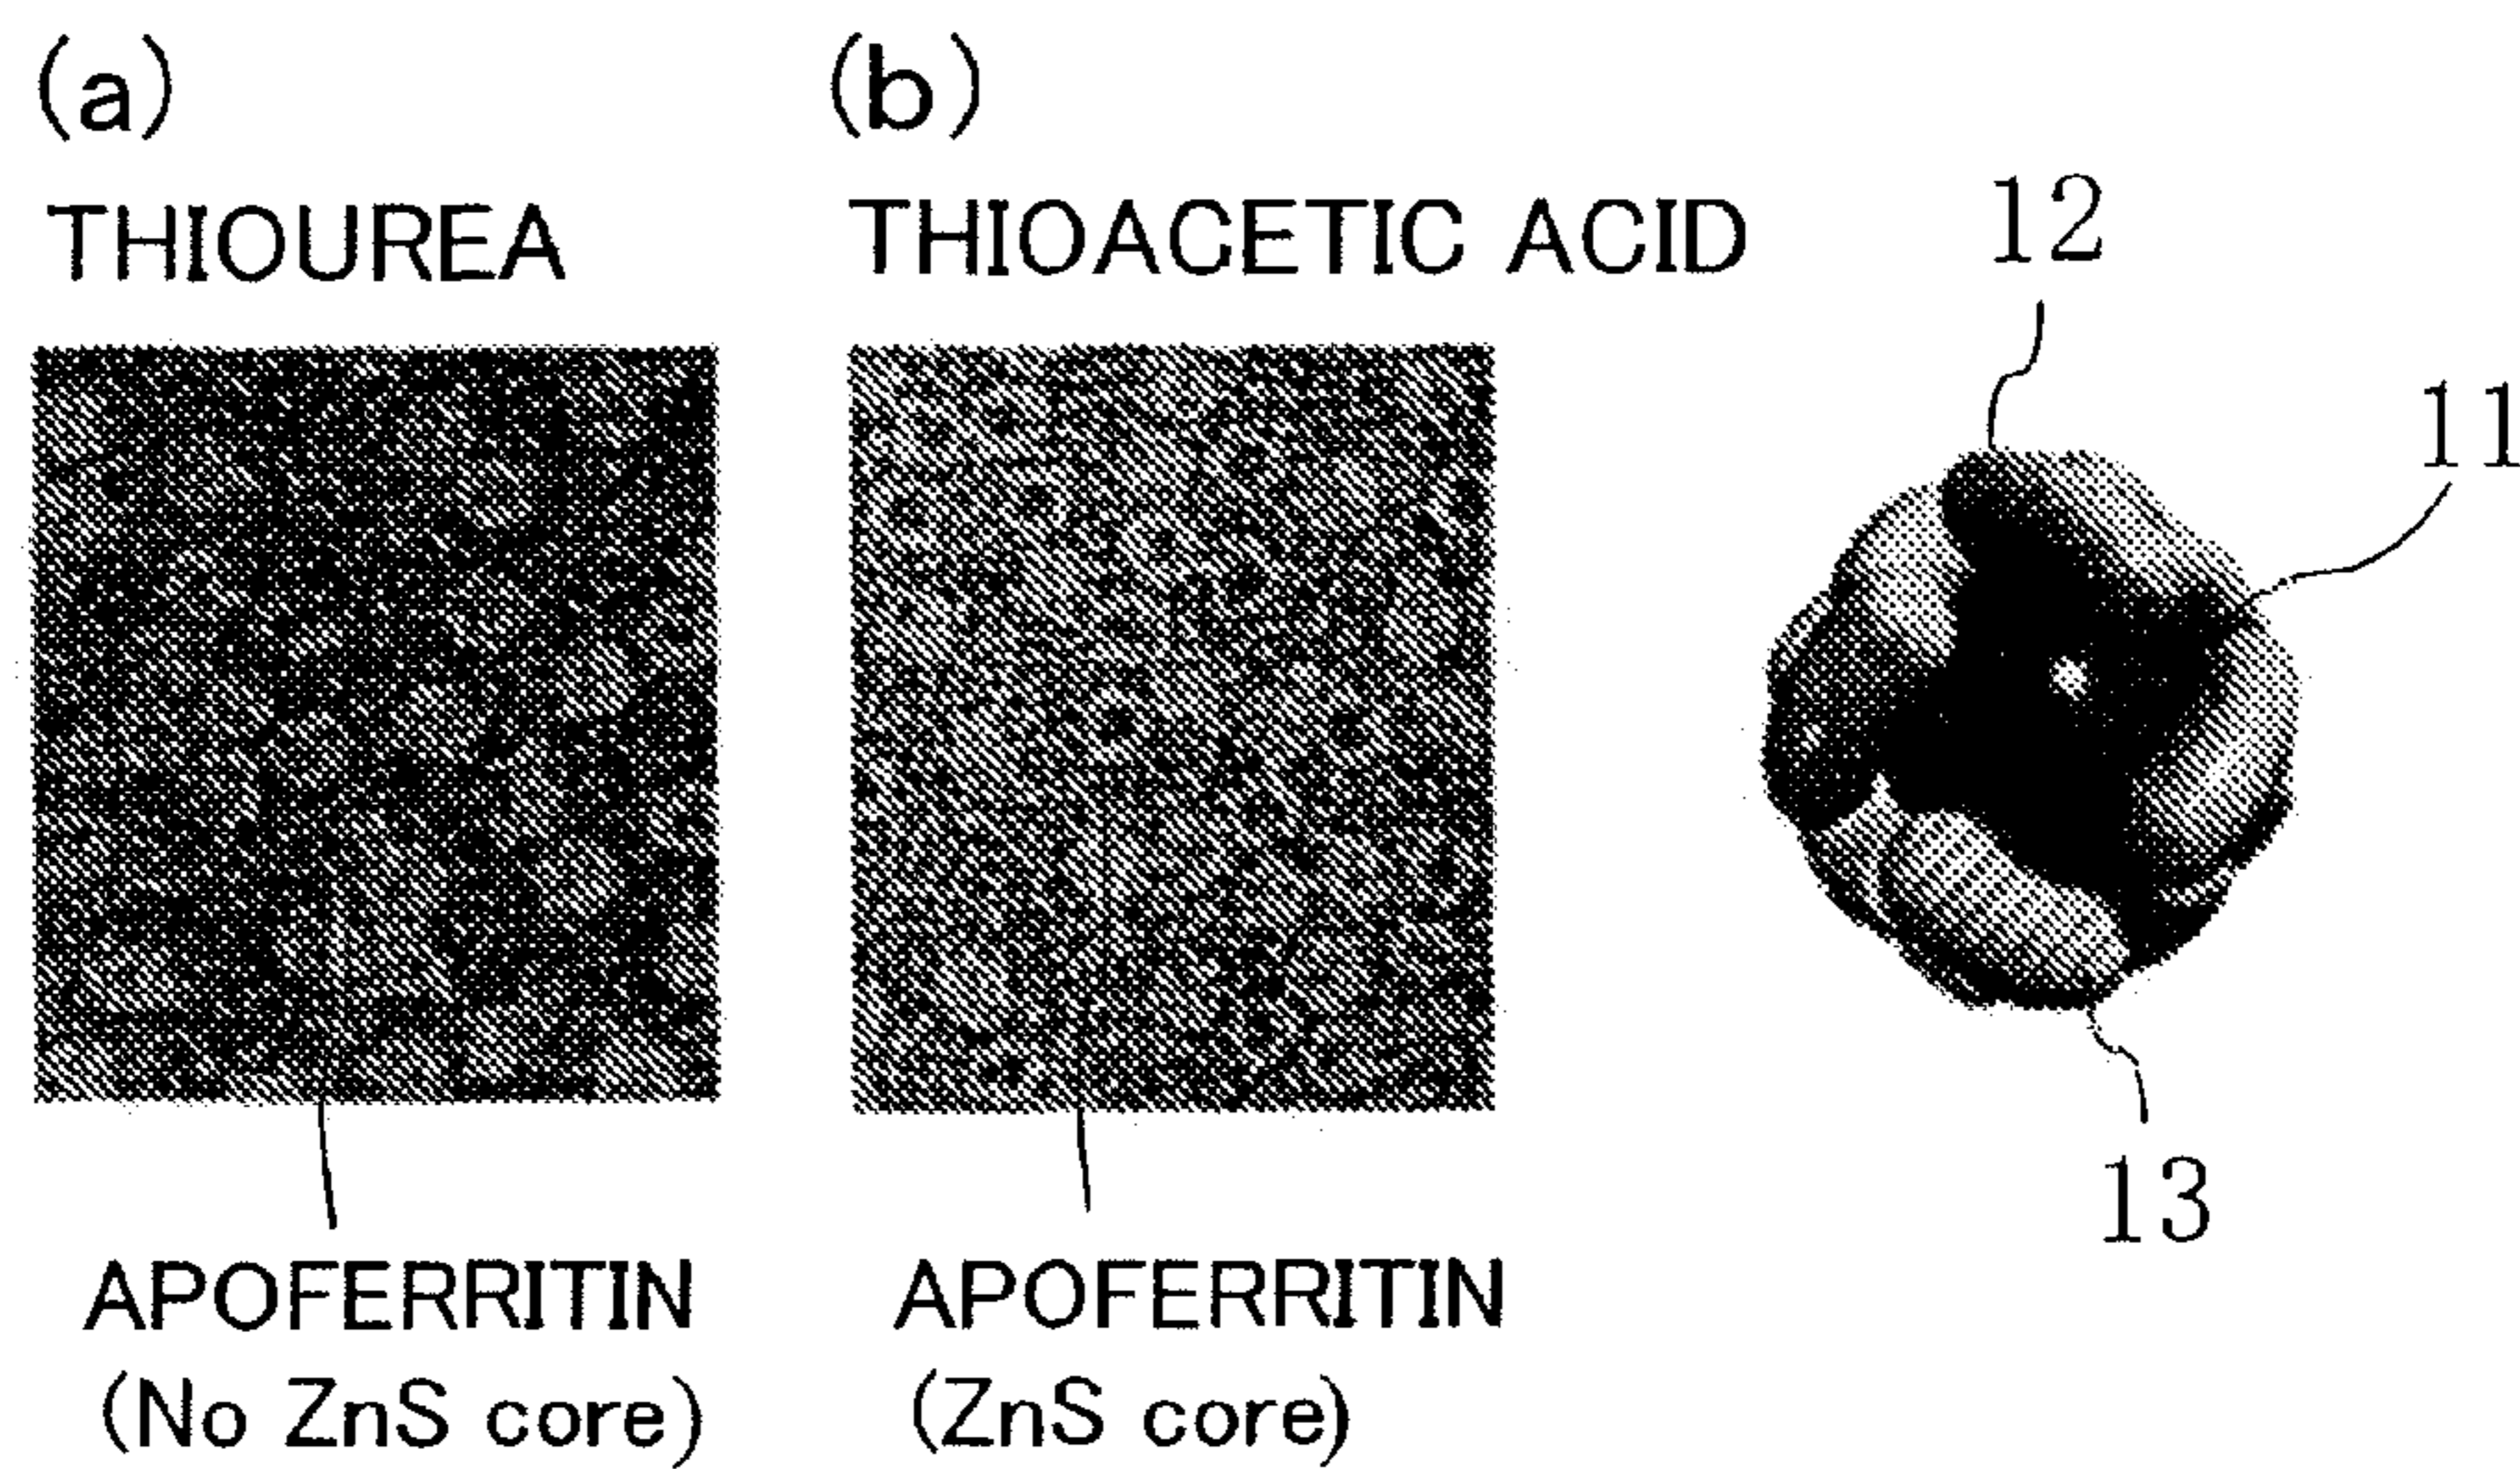 (a)
THIOUREA
APOFERRITIN
(No ZnS core)
(b)
THIOACETIC ACID
APOFERRITIN
(ZnS core)
12
11
13